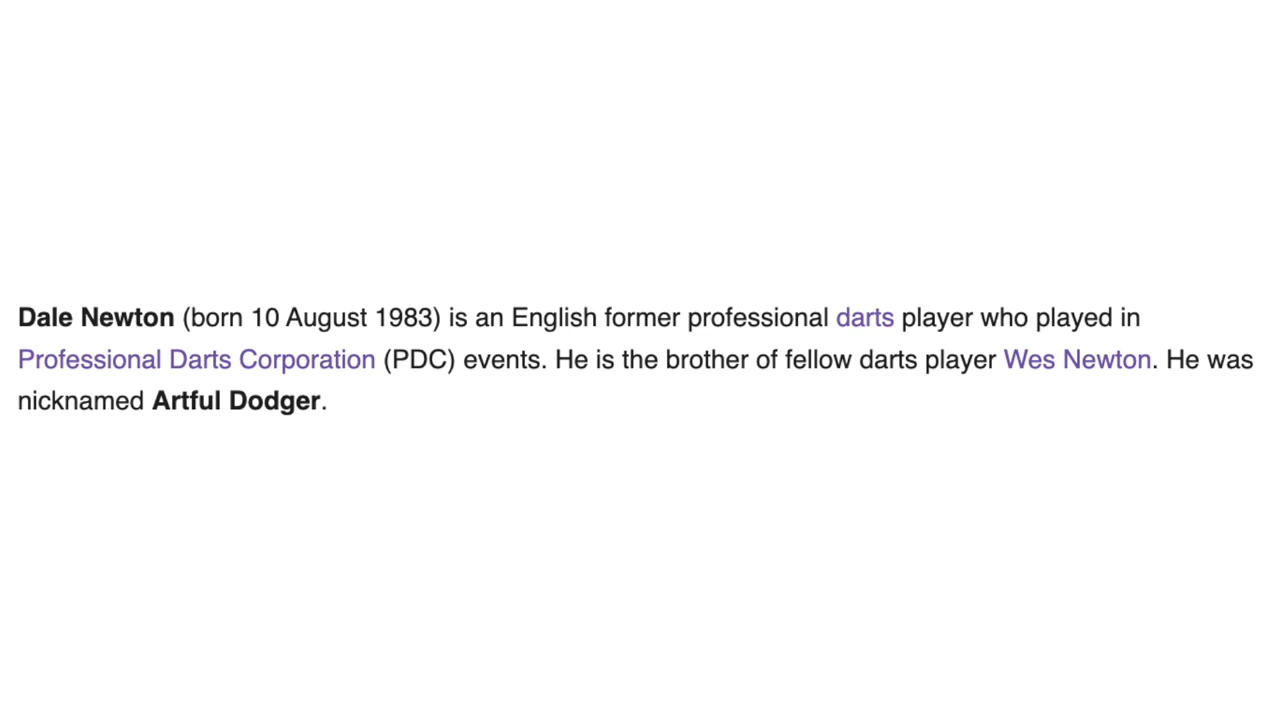 Dale Newton (born 10 August 1983) is an English former professional darts player who played in
Professional Darts Corporation (PDC) events. He is the brother of fellow darts player Wes Newton. He was
nicknamed Artful Dodger.